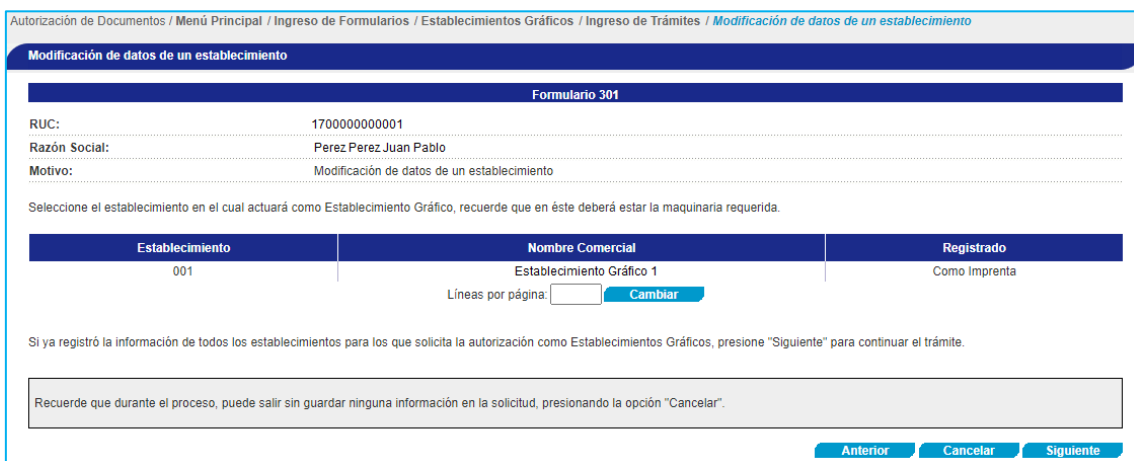 Autorización de Documentos / Menú Principal / Ingreso de Formularios / Establecimientos Gráficos / Ingreso de Trámites / Modificación de datos de un establecimiento
Modificación de datos de un establecimiento
Formulario 301
RUC: 1700000000001
Razón Social: Perez Perez Juan Pablo
Motivo: Modificación de datos de un establecimiento
Seleccione el establecimiento en el cual actuará como Establecimiento Gráfico, recuerde que en éste deberá estar la maquinaria requerida.
Establecimiento Nombre Comercial Registrado
001 Establecimiento Gráfico 1 Como Imprenta
Líneas por página: Cambiar
Si ya registró la información de todos los establecimientos para los que solicita la autorización como Establecimientos Gráficos, presione "Siguiente" para continuar el trámite.
Recuerde que durante el proceso, puede salir sin guardar ninguna información en la solicitud, presionando la opción "Cancelar".
Anterior Cancelar Siguiente